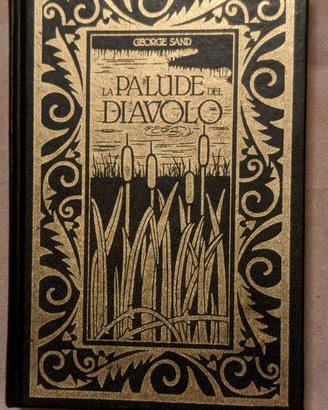 GEORGE SAND
LA PALUDE DEL
DIAVOLO